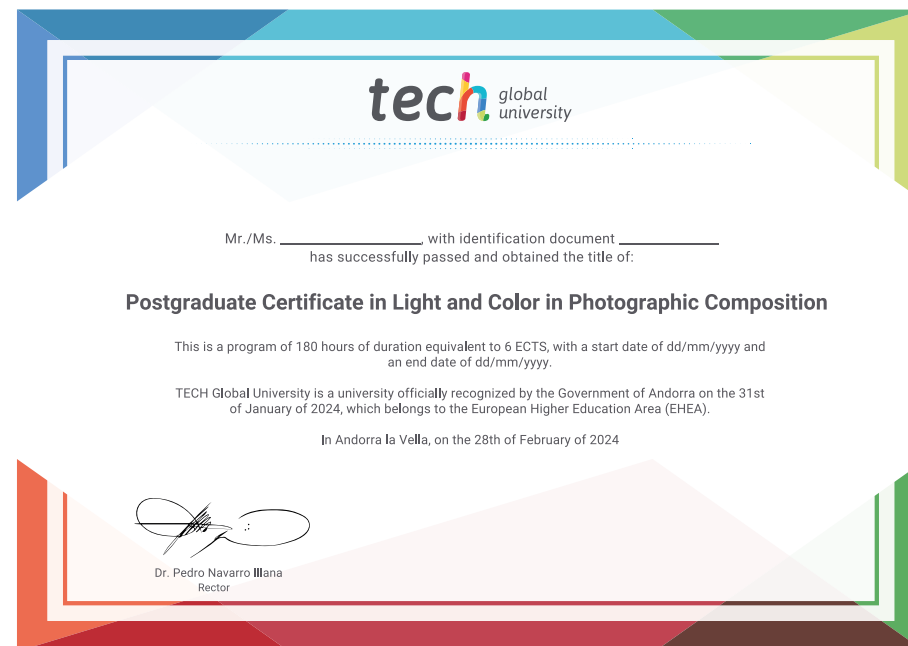 tech global
university
Mr./Ms. ____________________, with identification document ______________
has successfully passed and obtained the title of:
Postgraduate Certificate in Light and Color in Photographic Composition
This is a program of 180 hours of duration equivalent to 6 ECTS, with a start date of dd/mm/yyyy and
an end date of dd/mm/yyyy.
TECH Global University is a university officially recognized by the Government of Andorra on the 31st
of January of 2024, which belongs to the European Higher Education Area (EHEA).
In Andorra la Vella, on the 28th of February of 2024
Dr. Pedro Navarro Illana
Rector